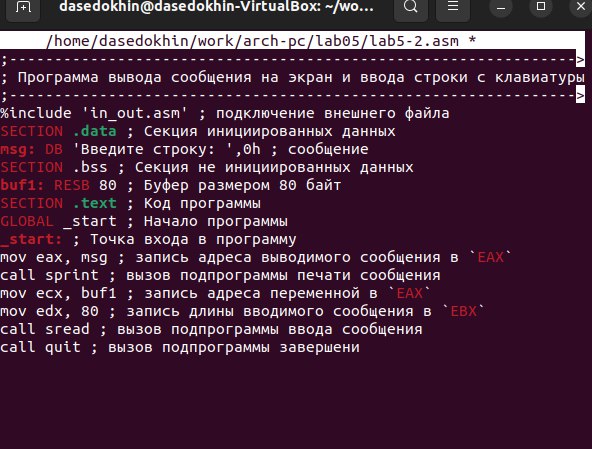 dasedokhin@dasedokhin-VirtualBox: ~/wo...
/home/dasedokhin/work/arch-pc/lab05/lab5-2.asm *
;--------------------------------------------------------------------->
; Программа вывода сообщения на экран и ввода строки с клавиатуры
;--------------------------------------------------------------------->
%include 'in_out.asm' ; подключение внешнего файла
SECTION .data ; Секция инициированных данных
msg: DB 'Введите строку: ',0h ; сообщение
SECTION .bss ; Секция не инициированных данных
buf1: RESB 80 ; Буфер размером 80 байт
SECTION .text ; Код программы
GLOBAL _start ; Начало программы
_start: ; Точка входа в программу
mov eax, msg ; запись адреса выводимого сообщения в `EAX`
call sprint ; вызов подпрограммы печати сообщения
mov ecx, buf1 ; запись адреса переменной в `EAX`
mov edx, 80 ; запись длины вводимого сообщения в `EBX`
call sread ; вызов подпрограммы ввода сообщения
call quit ; вызов подпрограммы завершени